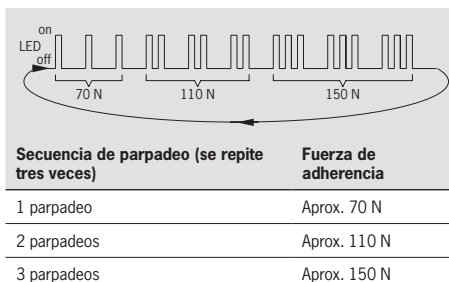 on
LED
off
70 N 110 N 150 N
Secuencia de parpadeo (se repite Fuerza de
tres veces) adherencia
1 parpadeo Aprox. 70 N
2 parpadeos Aprox. 110 N
3 parpadeos Aprox. 150 N